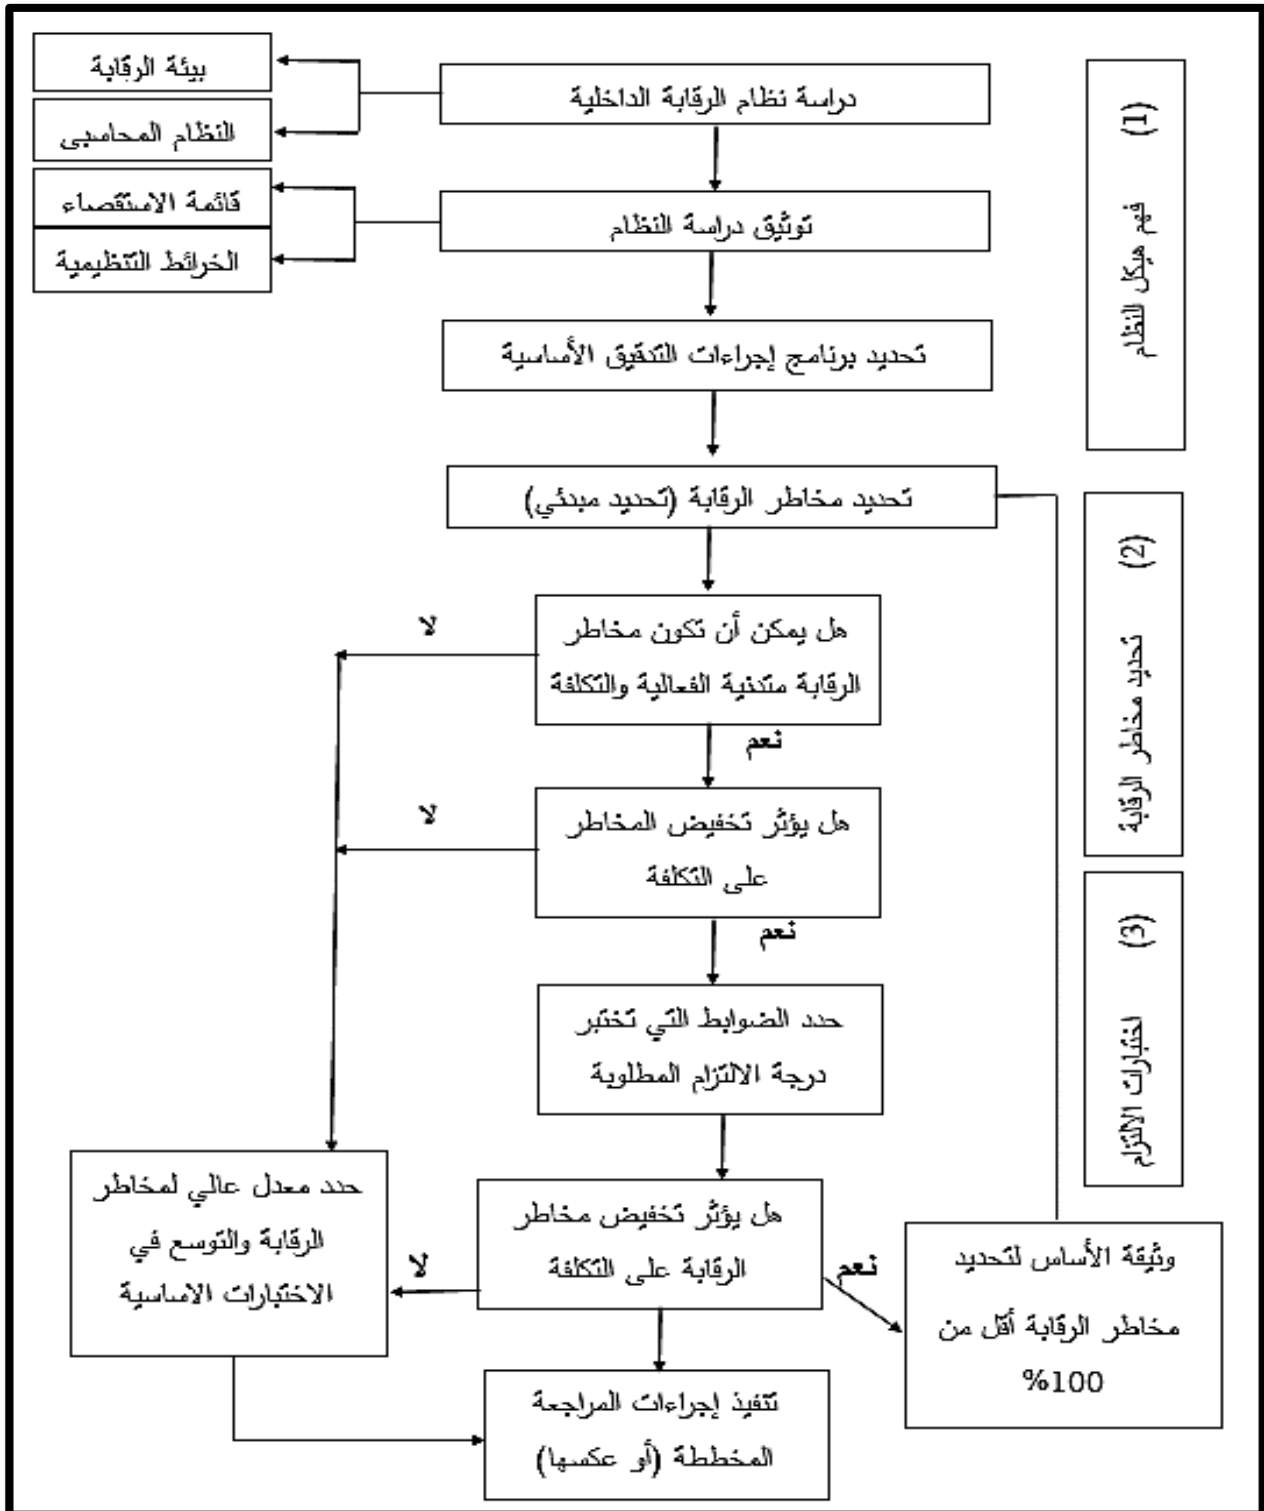 دراسة نظام الرقابة الداخلية
بيئة الرقابة
النظام المحاسبى
(1)
فهم هيكل النظام
توثيق دراسة النظام
قائمة الاستقصاء
الخرائط التنظيمية
تحديد برنامج إجراءات التدقيق الأساسية
تحديد مخاطر الرقابة (تحديد مبدئي)
(2)
تحديد مخاطر الرقابة
هل يمكن أن تكون مخاطر
الرقابة متدنية الفعالية والتكلفة
لا
نعم
هل يؤثر تخفيض المخاطر
على التكلفة
لا
نعم
(3)
اختبارات الالتزام
حدد الضوابط التي تختبر
درجة الالتزام المطلوبة
هل يؤثر تخفيض مخاطر
الرقابة على التكلفة
نعم
لا
وثيقة الأساس لتحديد
مخاطر الرقابة أقل من
%100
حدد معدل عالي لمخاطر
الرقابة والتوسع في
الاختبارات الاساسية
تنفيذ إجراءات المراجعة
المخططة (أو عكسها)